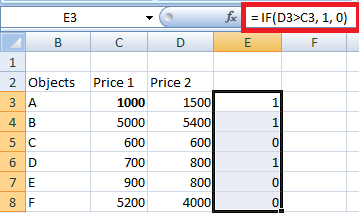 E3 fx = IF(D3>C3, 1, 0)
B C D E F
1
2 Objects Price 1 Price 2
3 A 1000 1500 1
4 B 5000 5400 1
5 C 600 600 0
6 D 700 800 1
7 E 900 800 0
8 F 5200 4000 0